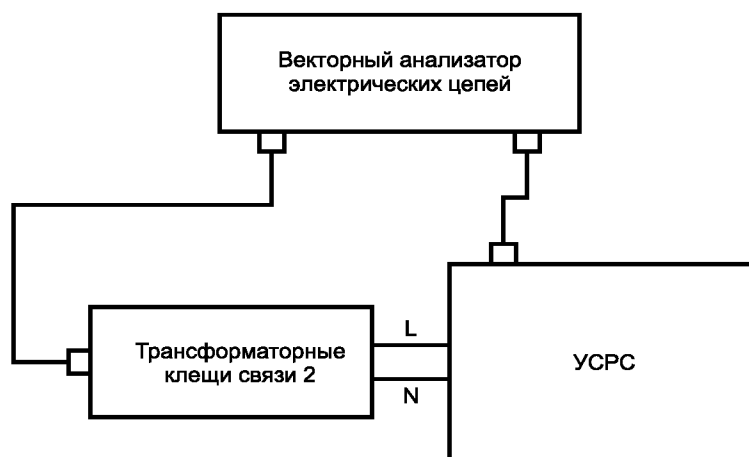 Векторный анализатор
электрических цепей
L
Трансформаторные
клещи связи 2
УСРС
N